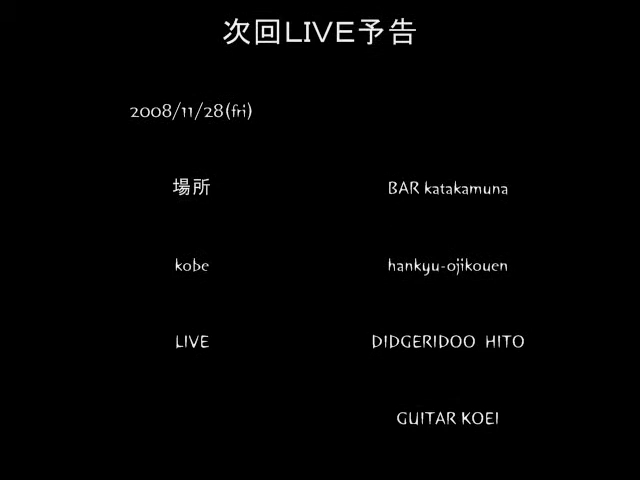 次回LIVE予告
2008/11/28(fri)
場所 BAR katakamuna
kobe hankyu-ojikouen
LIVE DIDGERIDOO HITO
GUITAR KOEI